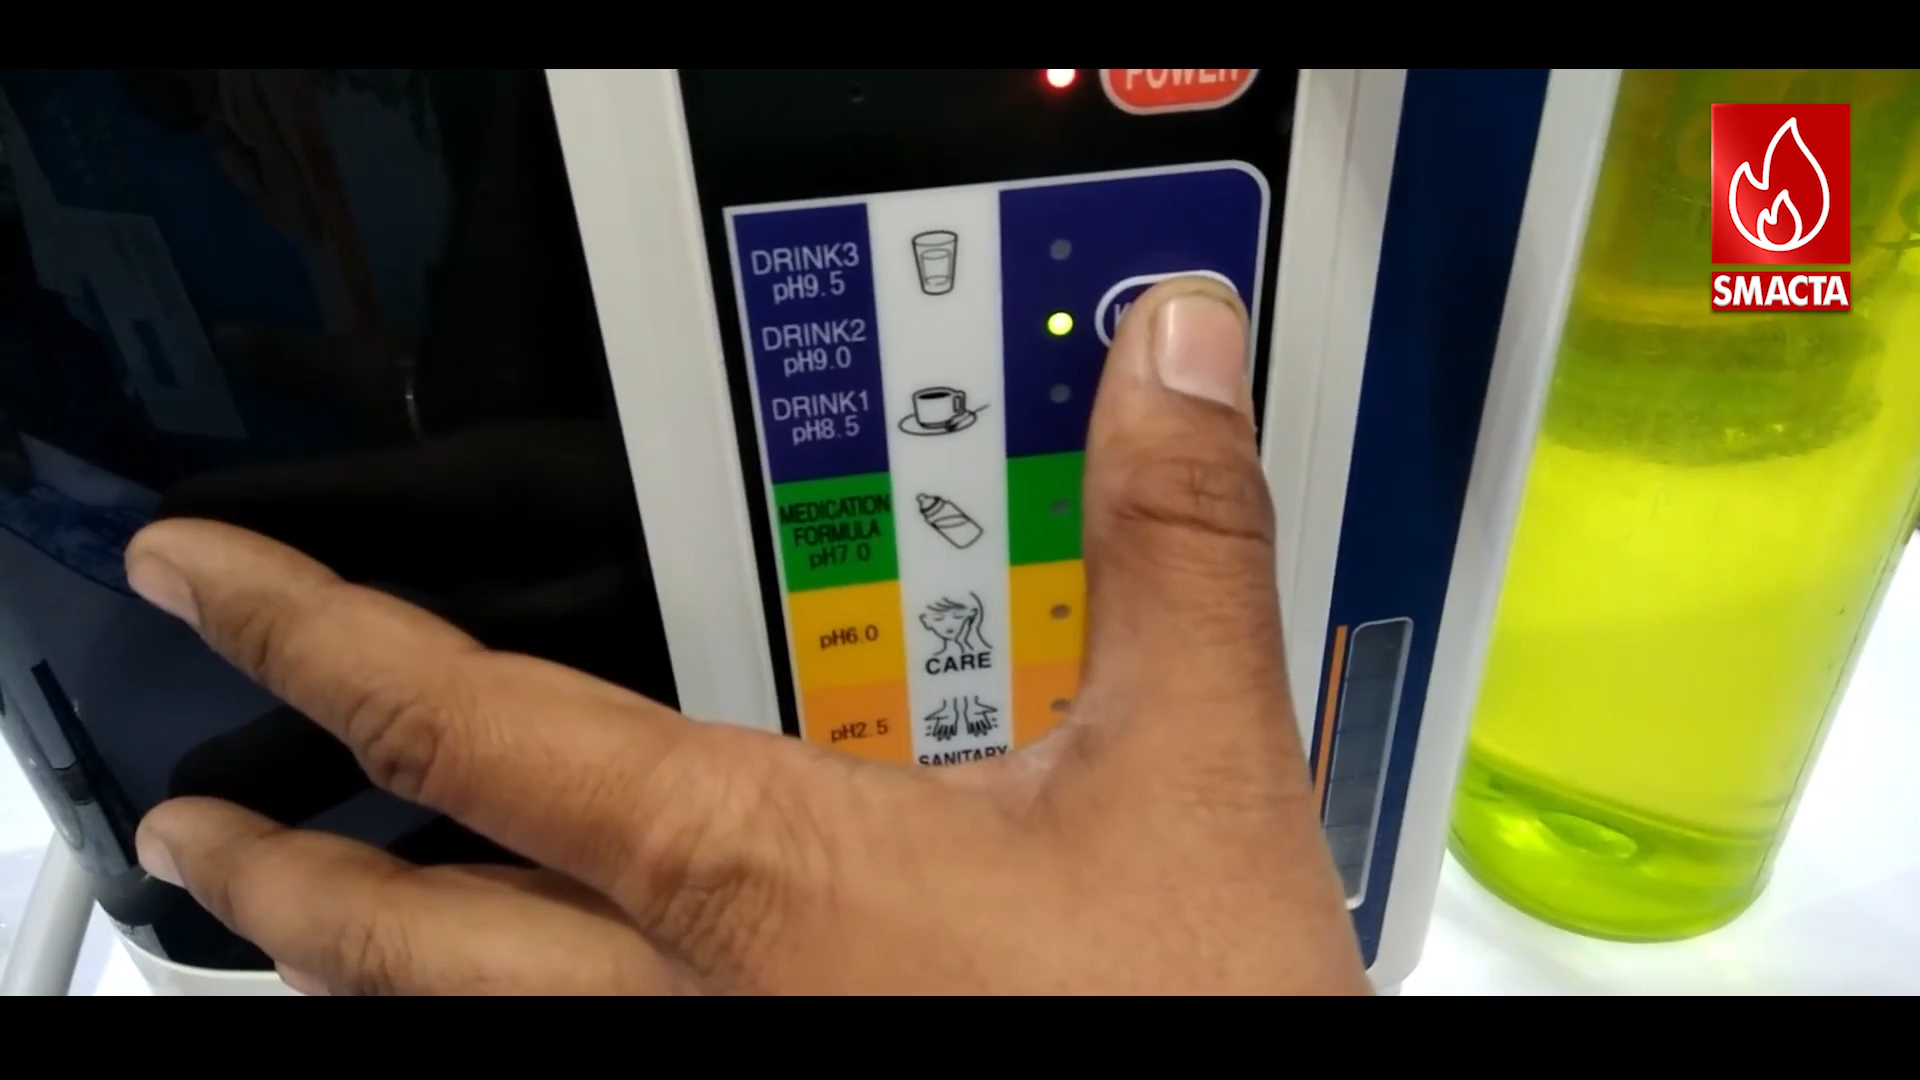 POWER
SMACTA
DRINK3
pH9.5
DRINK2
pH9.0
DRINK1
pH8.5
MEDICATION
FORMULA
pH7.0
pH6.0
CARE
pH2.5
SANITARY